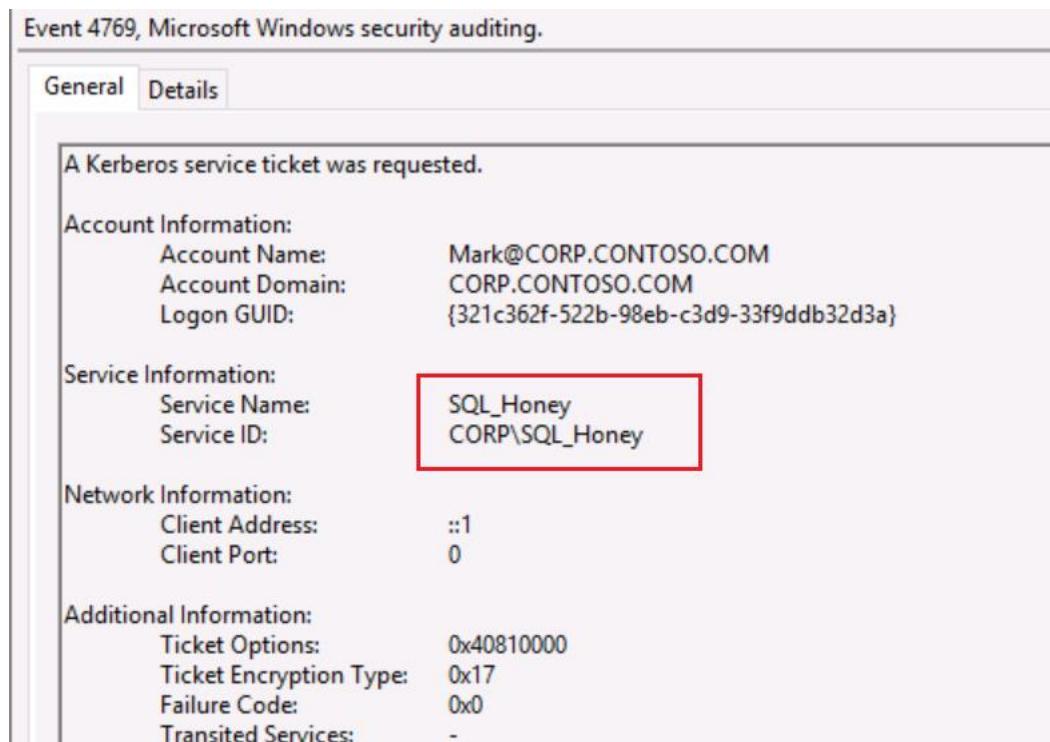 Event 4769, Microsoft Windows security auditing.
General Details
A Kerberos service ticket was requested.
Account Information:
Account Name: Mark@CORP.CONTOSO.COM
Account Domain: CORP.CONTOSO.COM
Logon GUID: {321c362f-522b-98eb-c3d9-33f9ddb32d3a}
Service Information:
Service Name: SQL_Honey
Service ID: CORP\SQL_Honey
Network Information:
Client Address: ::1
Client Port: 0
Additional Information:
Ticket Options: 0x40810000
Ticket Encryption Type: 0x17
Failure Code: 0x0
Transited Services: -